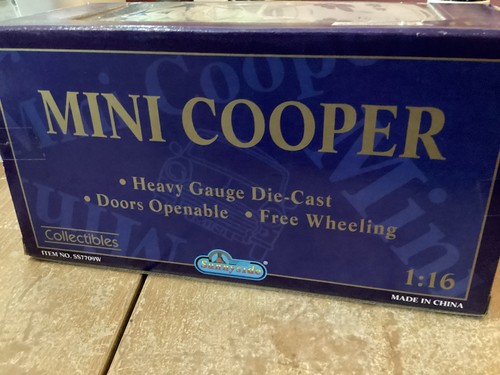 MINI COOPER
• Heavy Gauge Die-Cast
• Doors Openable • Free Wheeling
Collectibles
ITEM NO. SS7709W
Sunnyside
®
1:16
MADE IN CHINA